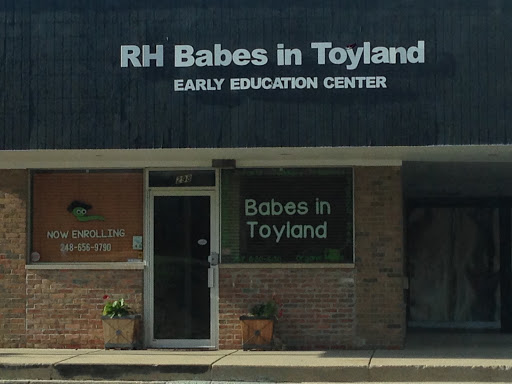 RH Babes in Toyland
EARLY EDUCATION CENTER
NOW ENROLLING
248-656-9790
Babes in
Toyland